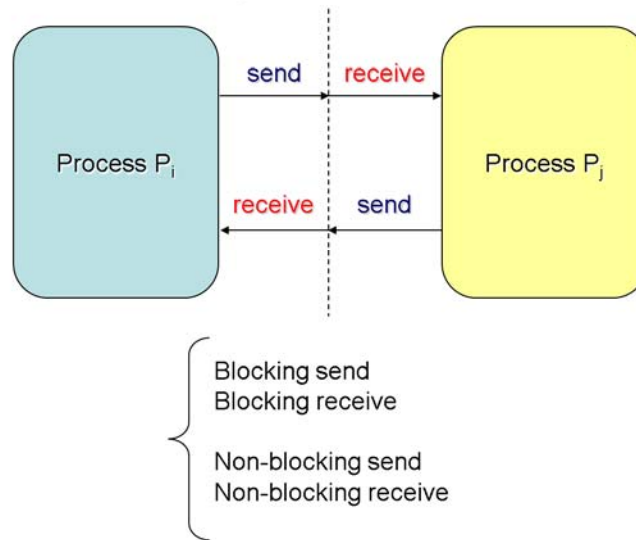 send receive
Process Pi Process Pj
receive send
Blocking send
Blocking receive
Non-blocking send
Non-blocking receive